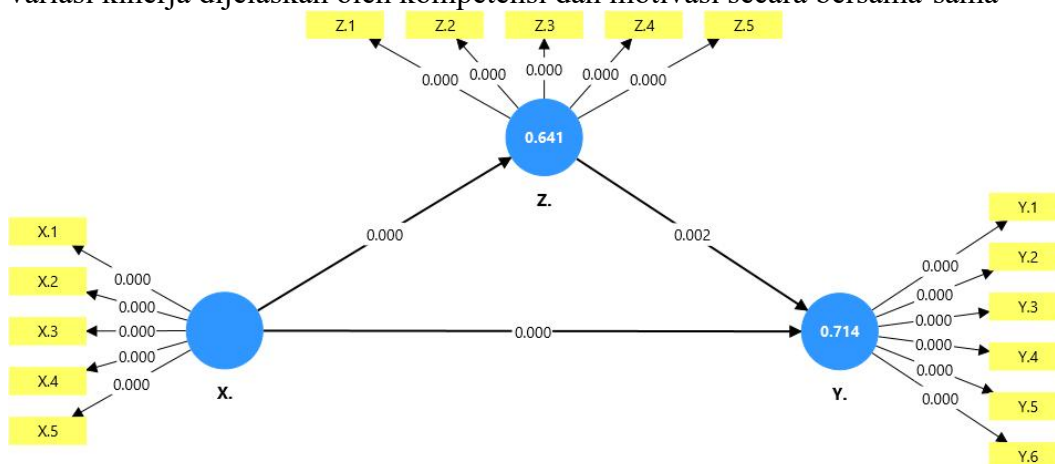 variasi kinerja dijelaskan oleh kompetensi dan motivasi secara bersama-sama
Z.1 Z.2 Z.3 Z.4 Z.5
0.000 0.000 0.000 0.000 0.000
0.641
Z.
0.000 0.002
X.1
X.2
X.3
X.4
X.5
0.000
0.000
0.000
0.000
0.000
X.
0.000
0.714
Y.
0.000
0.000
0.000
0.000
0.000
0.000
Y.1
Y.2
Y.3
Y.4
Y.5
Y.6